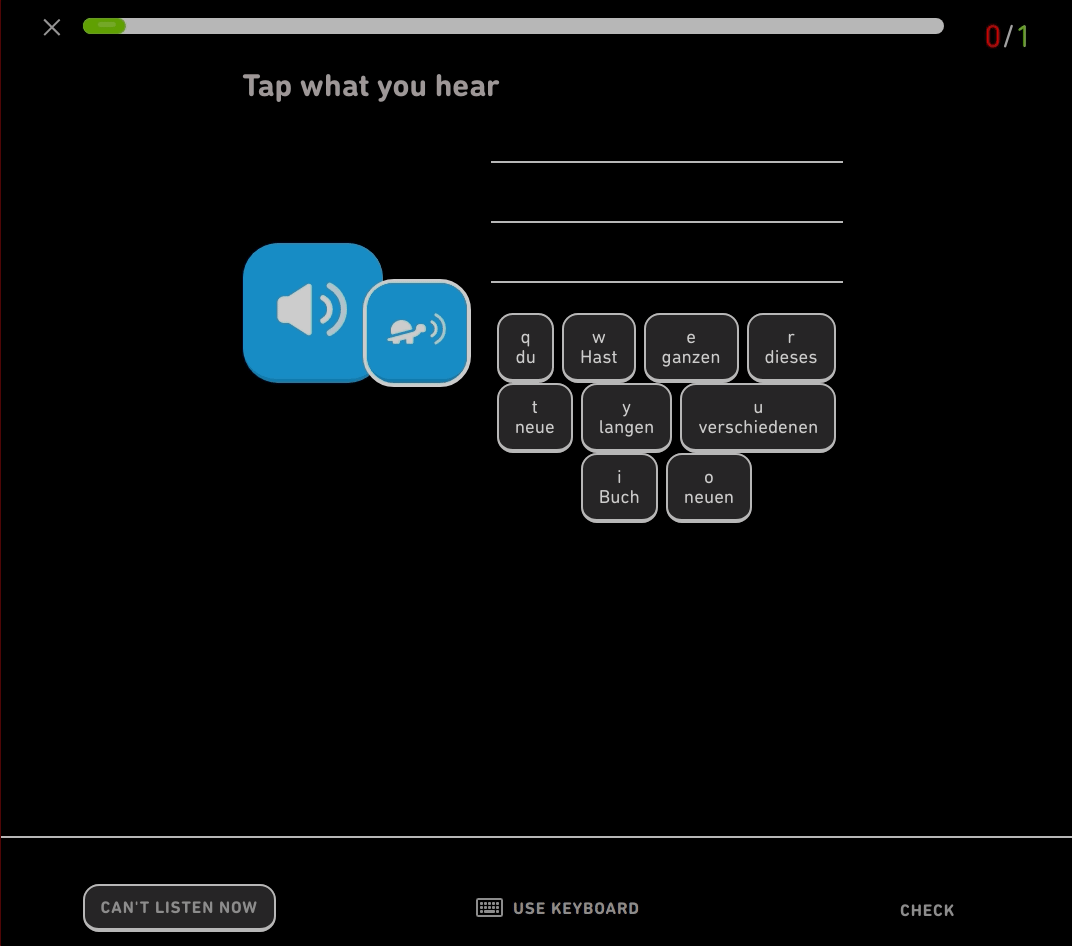 0/1
Tap what you hear
q w e r
du Hast ganzen dieses
t y u
neue langen verschiedenen
i o
Buch neuen
CAN'T LISTEN NOW
USE KEYBOARD
CHECK